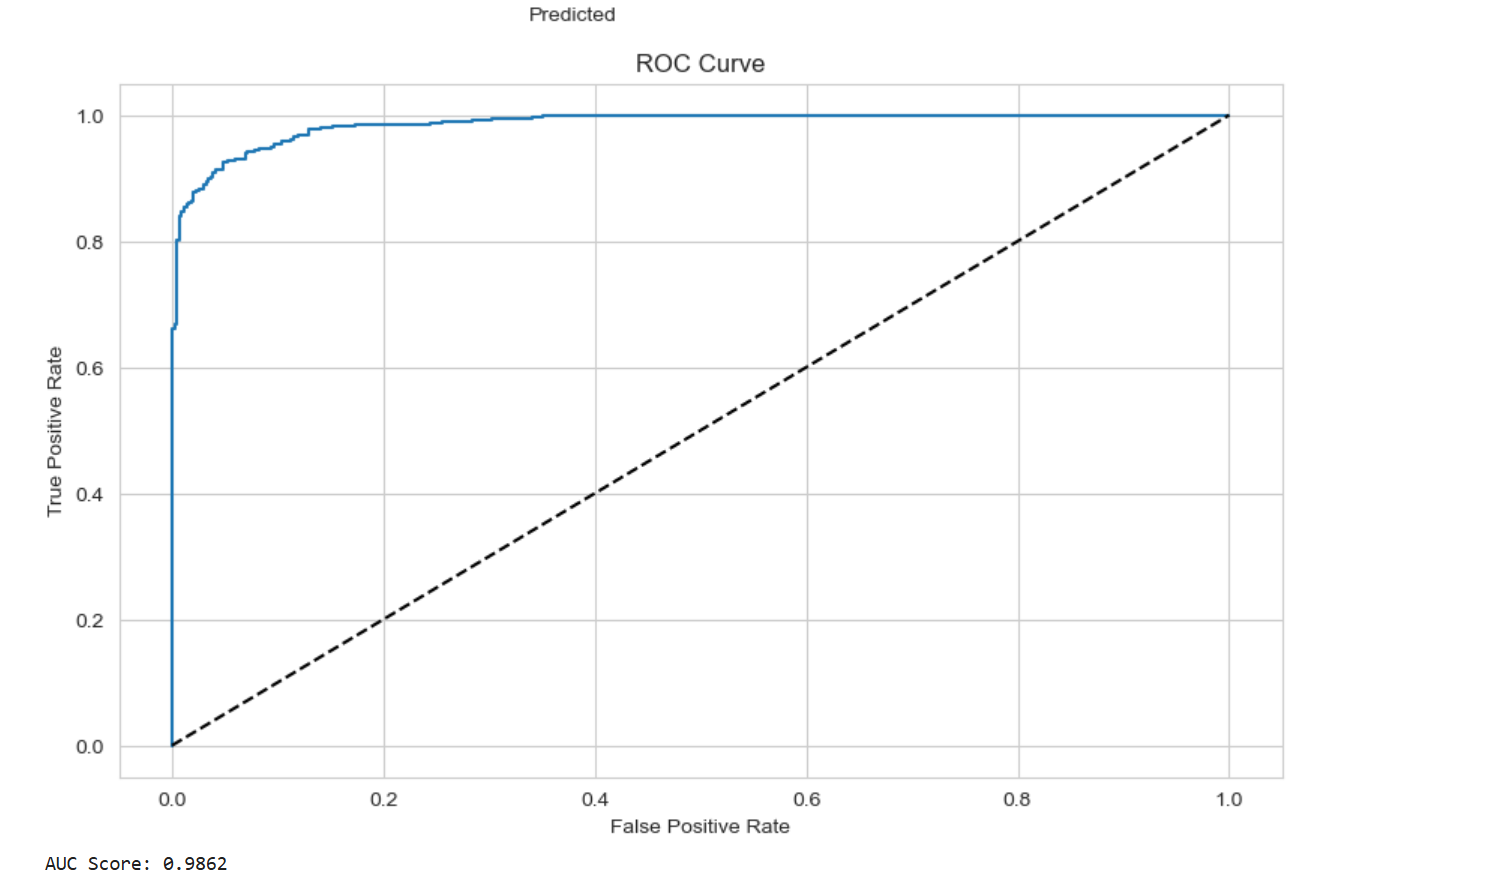 Predicted
ROC Curve
1.0
0.8
0.6
0.4
0.2
0.0
True Positive Rate
0.0 0.2 0.4 0.6 0.8 1.0
False Positive Rate
AUC Score: 0.9862